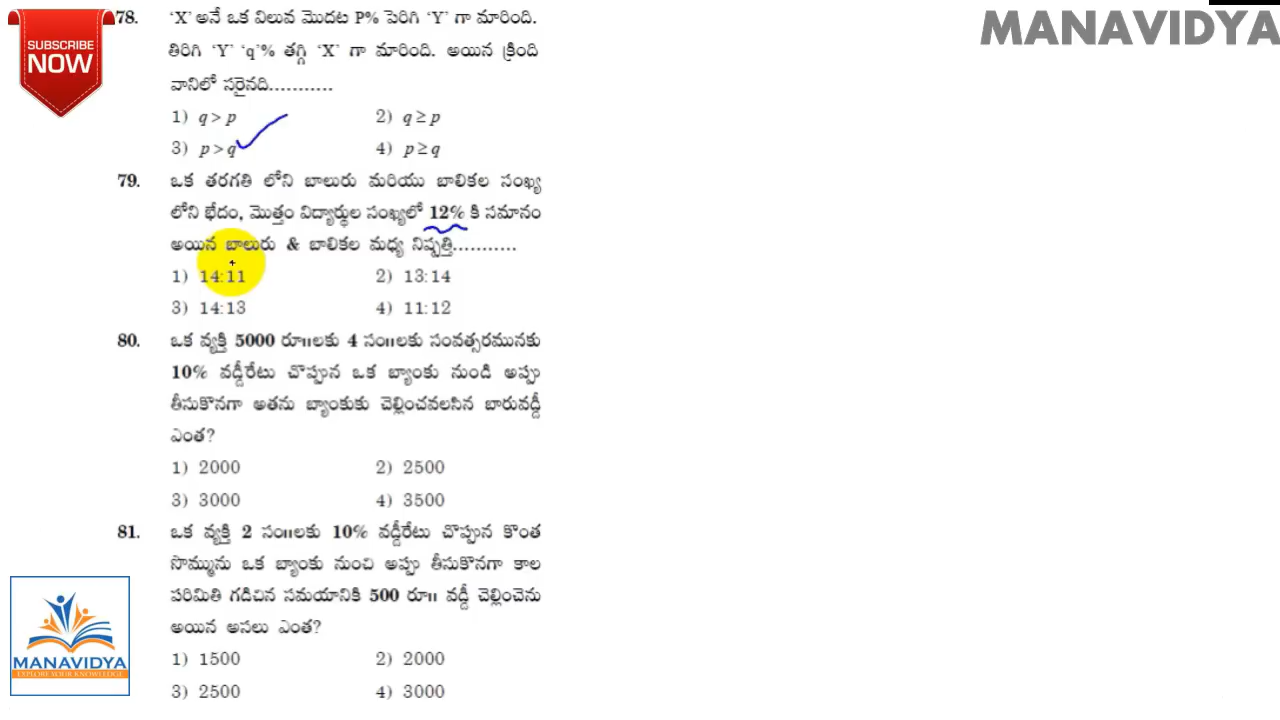 MANAVIDYA
SUBSCRIBE
NOW
78. 'X' అనే ఒక విలువ మొదట P% పెరిగి 'Y' గా మారింది.
తిరిగి 'Y' 'q'% తగ్గి 'X' గా మారింది. అయిన క్రింది
వానిలో సరైనది...........
1) q > p 2) q ≥ p
3) p > q 4) p ≥ q
79. ఒక తరగతి లోని బాలురు మరియు బాలికల సంఖ్య
లోని భేదం, మొత్తం విద్యార్థుల సంఖ్యలో 12% కి సమానం
అయిన బాలురు & బాలికల మధ్య నిష్పత్తి...........
1) 14:11 2) 13:14
3) 14:13 4) 11:12
80. ఒక వ్యక్తి 5000 రూ॥లకు 4 సం॥లకు సంవత్సరమునకు
10% వడ్డీరేటు చొప్పున ఒక బ్యాంకు నుండి అప్పు
తీసుకొనగా అతను బ్యాంకుకు చెల్లించవలసిన బారువడ్డీ
ఎంత?
1) 2000 2) 2500
3) 3000 4) 3500
81. ఒక వ్యక్తి 2 సం॥లకు 10% వడ్డీరేటు చొప్పున కొంత
సొమ్మును ఒక బ్యాంకు నుంచి అప్పు తీసుకొనగా కాల
పరిమితి గడిచిన సమయానికి 500 రూ॥ వడ్డీ చెల్లించెను
అయిన అసలు ఎంత?
1) 1500 2) 2000
3) 2500 4) 3000
MANAVIDYA
EXPLORE YOUR KNOWLEDGE